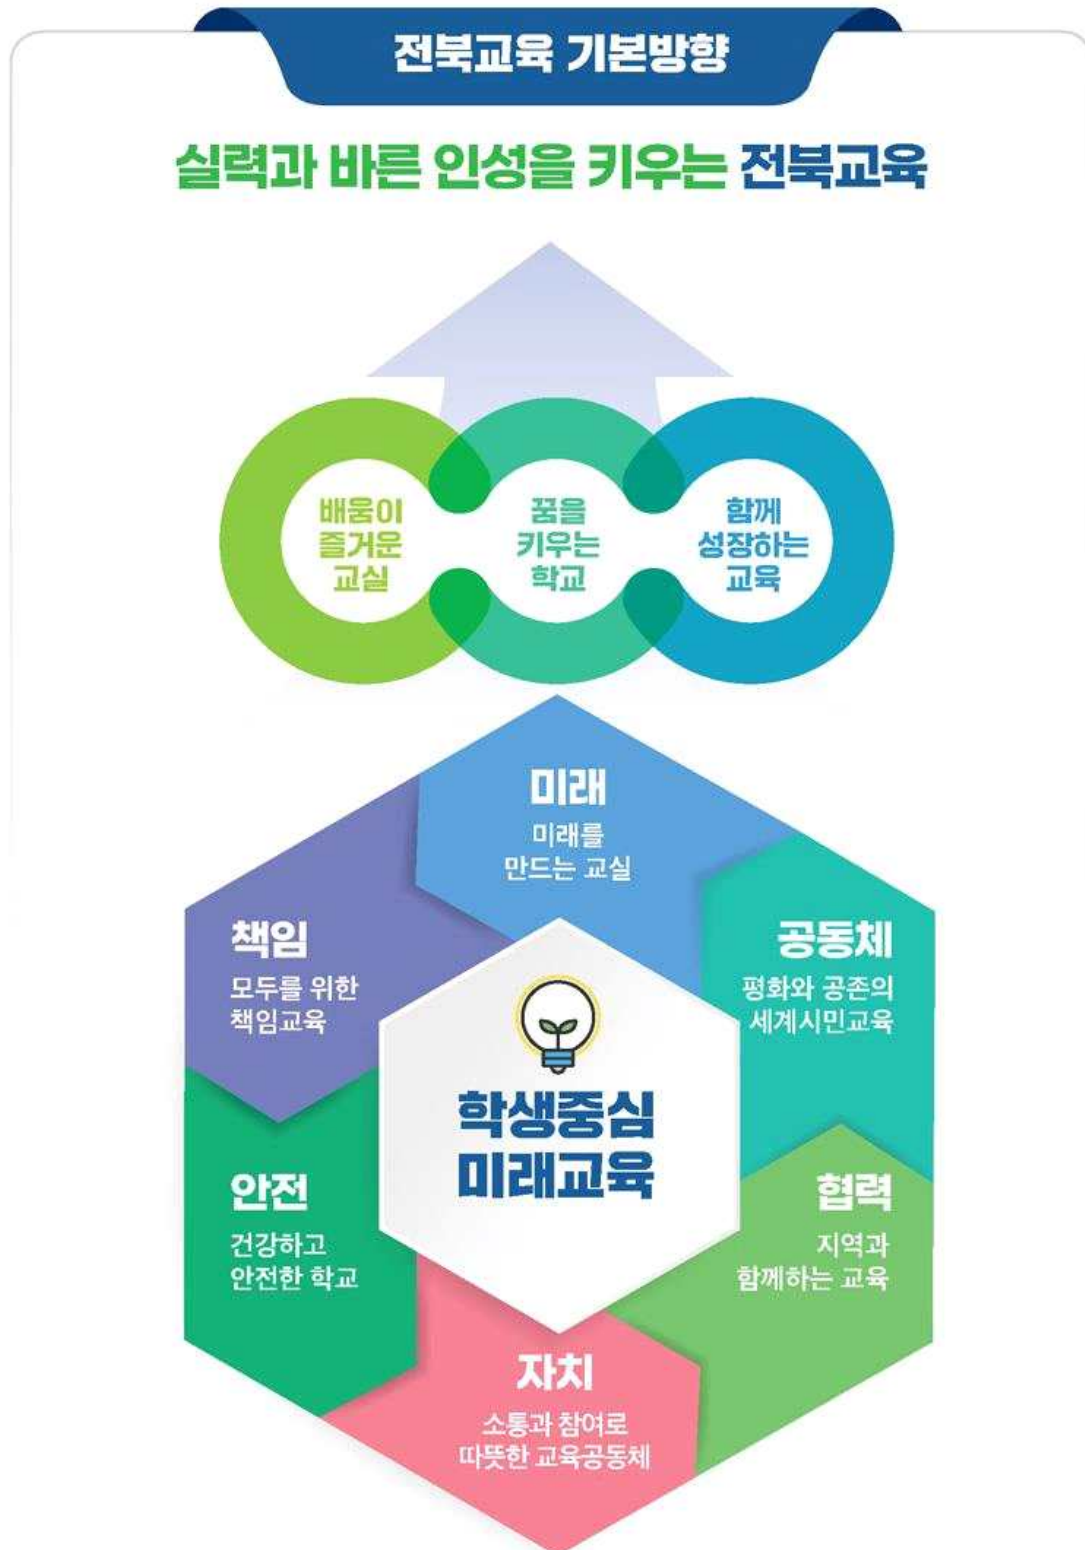 전북교육 기본방향
실력과 바른 인성을 키우는 전북교육
배움이
즐거운
교실
꿈을
키우는
학교
함께
성장하는
교육
미래
미래를
만드는 교실
책임
모두를 위한
책임교육
공동체
평화와 공존의
세계시민교육
학생중심
미래교육
안전
건강하고
안전한 학교
협력
지역과
함께하는 교육
자치
소통과 참여로
따뜻한 교육공동체